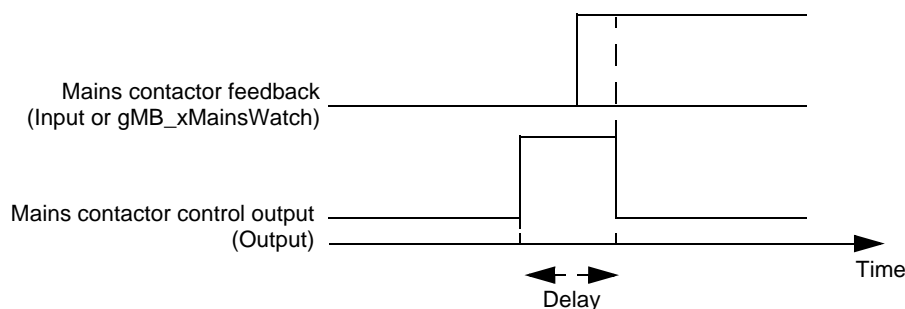 Mains contactor feedback
(Input or gMB_xMainsWatch)
Mains contactor control output
(Output)
Time
Delay